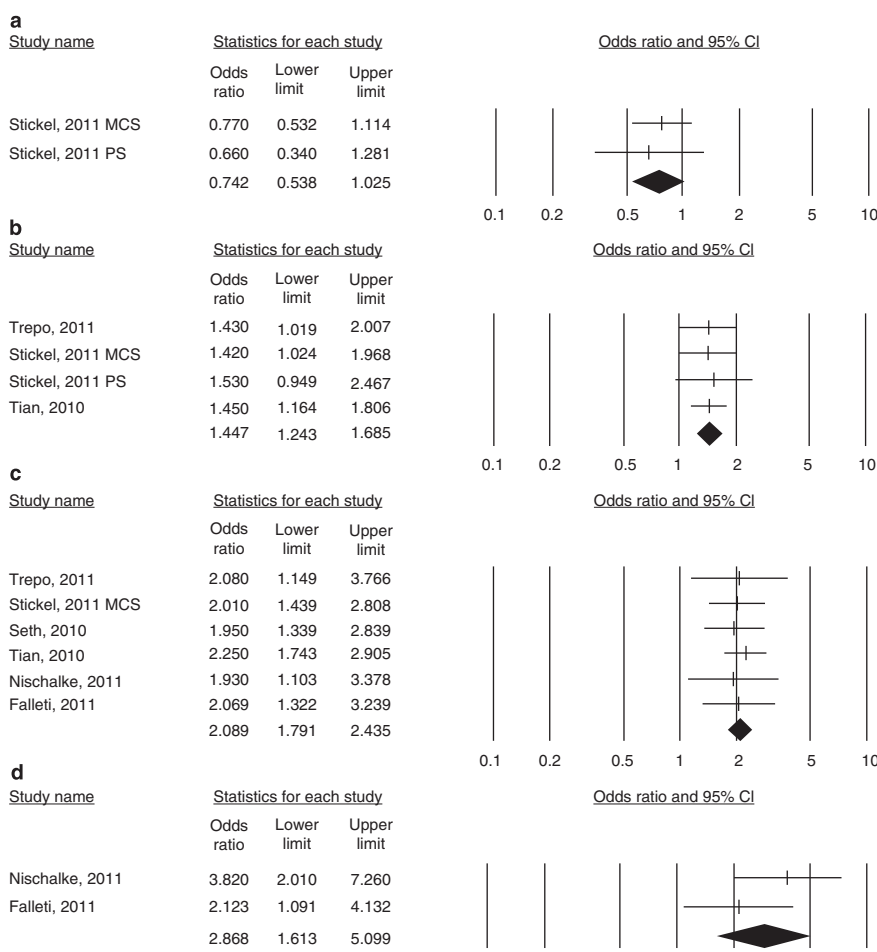 a
Study name Statistics for each study Odds ratio and 95% CI
Odds ratio Lower limit Upper limit
Stickel, 2011 MCS 0.770 0.532 1.114
Stickel, 2011 PS 0.660 0.340 1.281
0.742 0.538 1.025
0.1 0.2 0.5 1 2 5 10
b
Study name Statistics for each study Odds ratio and 95% CI
Odds ratio Lower limit Upper limit
Trepo, 2011 1.430 1.019 2.007
Stickel, 2011 MCS 1.420 1.024 1.968
Stickel, 2011 PS 1.530 0.949 2.467
Tian, 2010 1.450 1.164 1.806
1.447 1.243 1.685
0.1 0.2 0.5 1 2 5 10
c
Study name Statistics for each study Odds ratio and 95% CI
Odds ratio Lower limit Upper limit
Trepo, 2011 2.080 1.149 3.766
Stickel, 2011 MCS 2.010 1.439 2.808
Seth, 2010 1.950 1.339 2.839
Tian, 2010 2.250 1.743 2.905
Nischalke, 2011 1.930 1.103 3.378
Falleti, 2011 2.069 1.322 3.239
2.089 1.791 2.435
0.1 0.2 0.5 1 2 5 10
d
Study name Statistics for each study Odds ratio and 95% CI
Odds ratio Lower limit Upper limit
Nischalke, 2011 3.820 2.010 7.260
Falleti, 2011 2.123 1.091 4.132
2.868 1.613 5.099